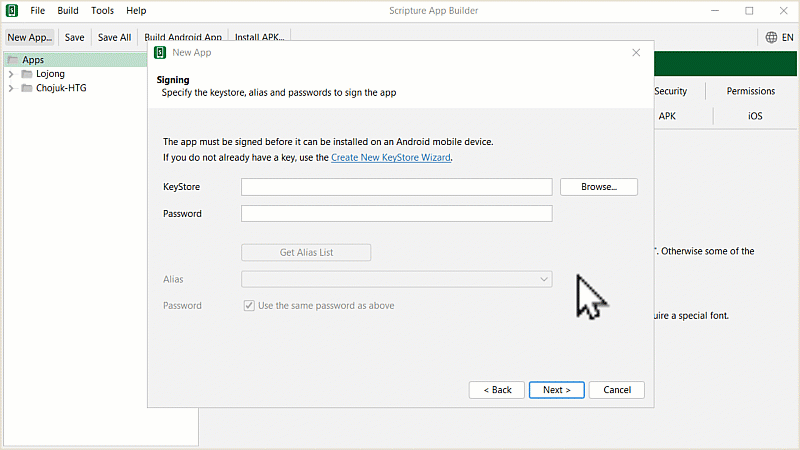 File Build Tools Help Scripture App Builder
New App... Save Save All Build Android App Install APK... EN
Apps
Lojong
Chojuk-HTG
New App
Signing
Specify the keystore, alias and passwords to sign the app
The app must be signed before it can be installed on an Android mobile device.
If you do not already have a key, use the Create New KeyStore Wizard.
KeyStore Browse...
Password
Get Alias List
Alias
Password Use the same password as above
< Back Next > Cancel
Security Permissions
APK iOS
. Otherwise some of the
uire a special font.